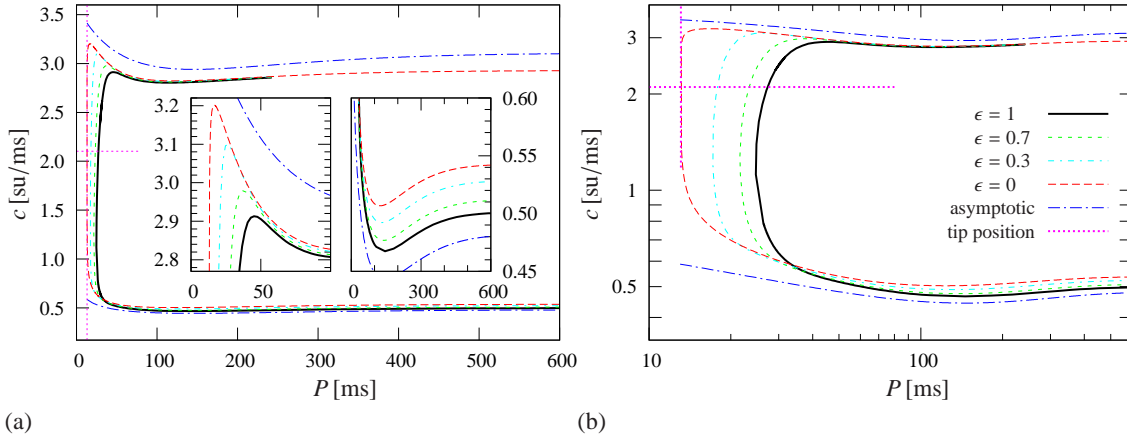 3.5
3.0
2.5
2.0
1.5
1.0
0.5
0
100
200
300
400
500
600
c [su/ms]
P [ms]
3.2
3.1
3.0
2.9
2.8
0
50
0.60
0.55
0.50
0.45
0
300
600
(a)
3
2
1
0.5
10
100
c [su/ms]
P [ms]
ϵ = 1
ϵ = 0.7
ϵ = 0.3
ϵ = 0
asymptotic
tip position
(b)